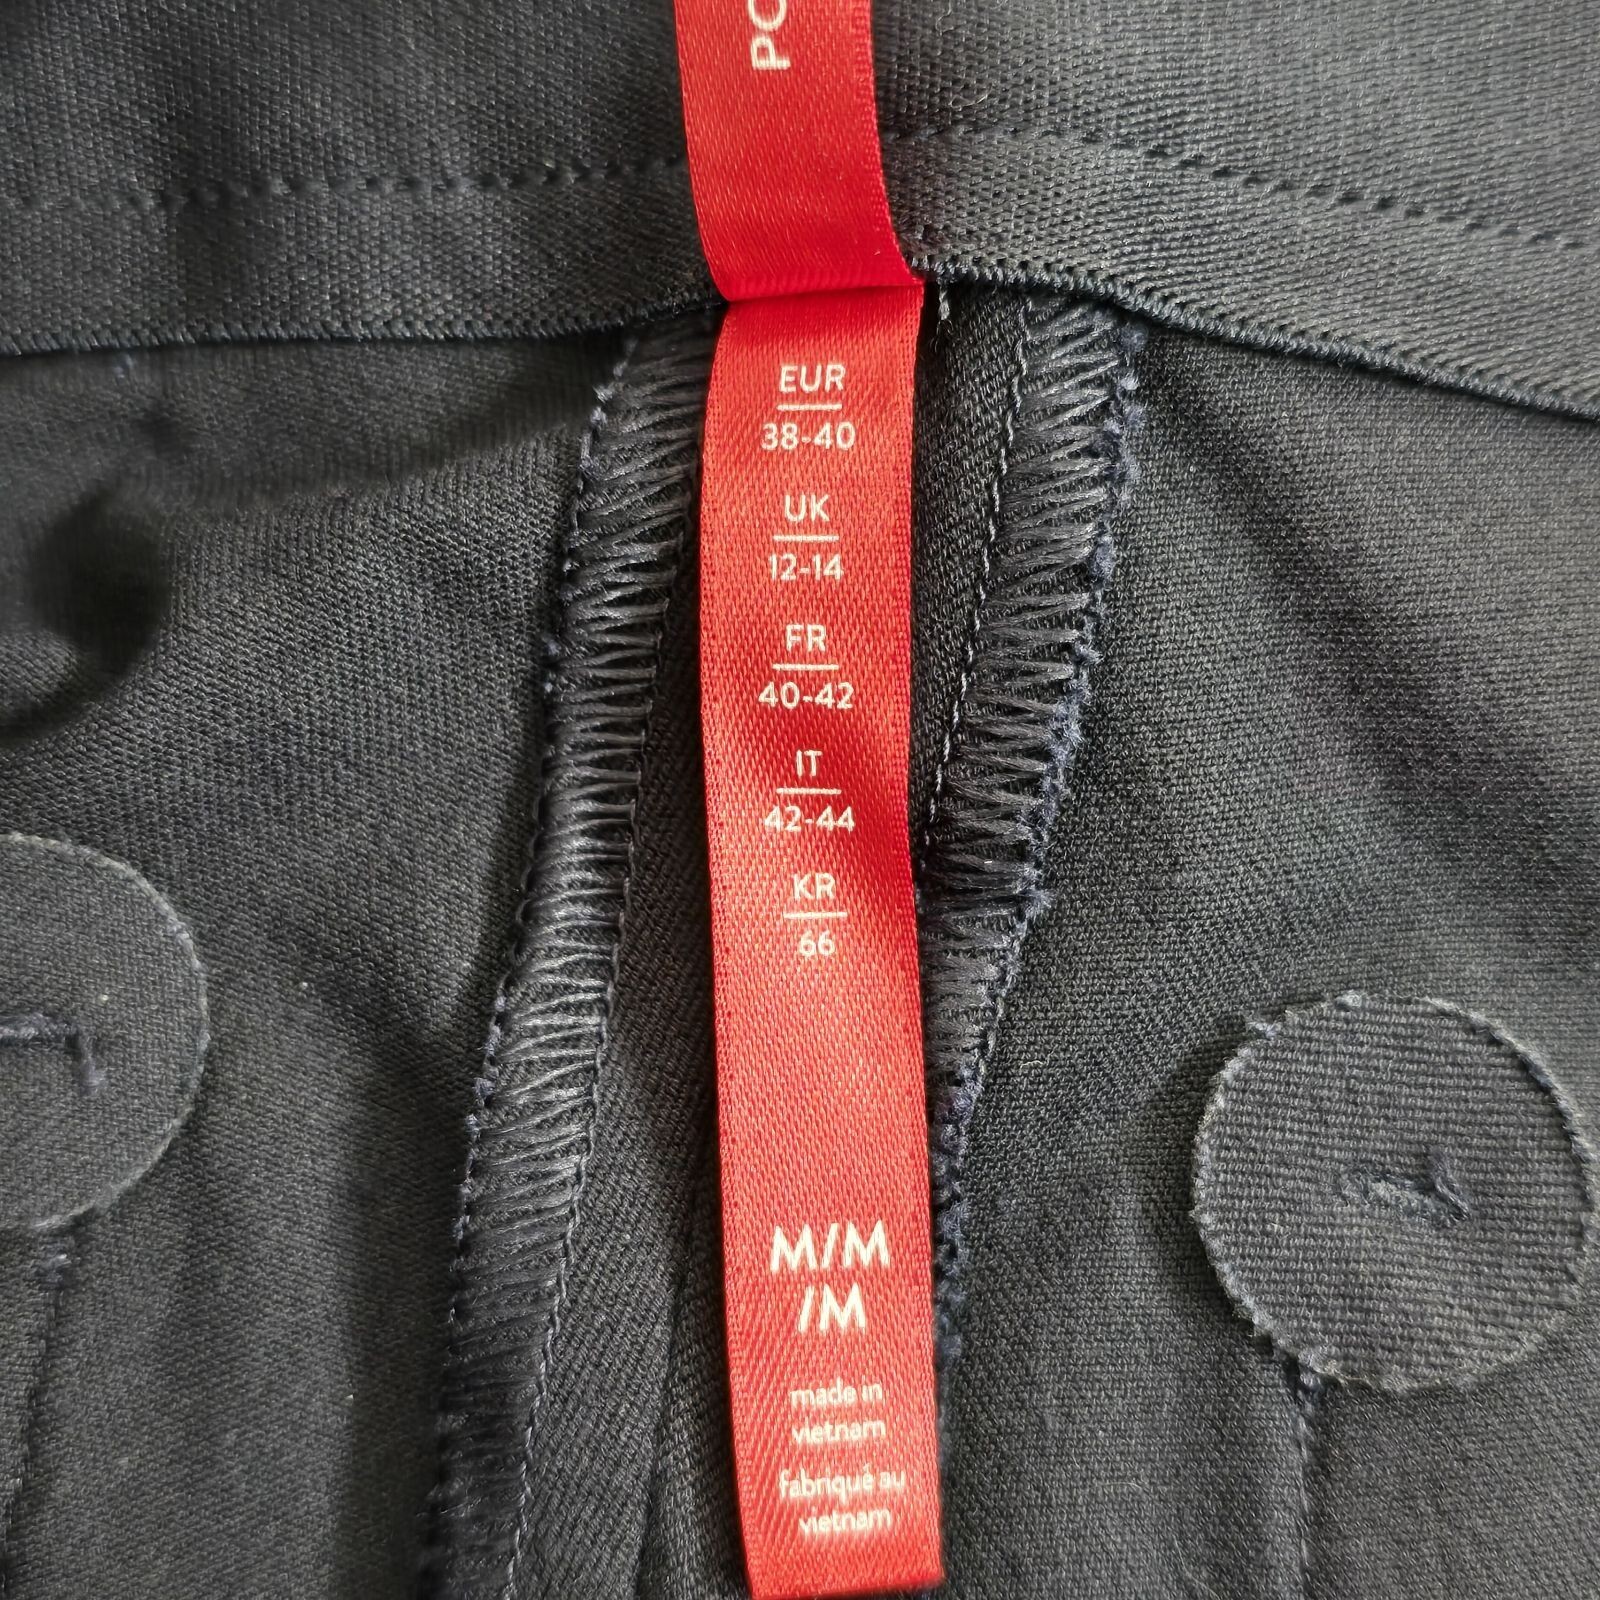 EUR
38-40
UK
12-14
FR
40-42
IT
42-44
KR
66
M/M
/M
made in
vietnam
fabriqué au
vietnam